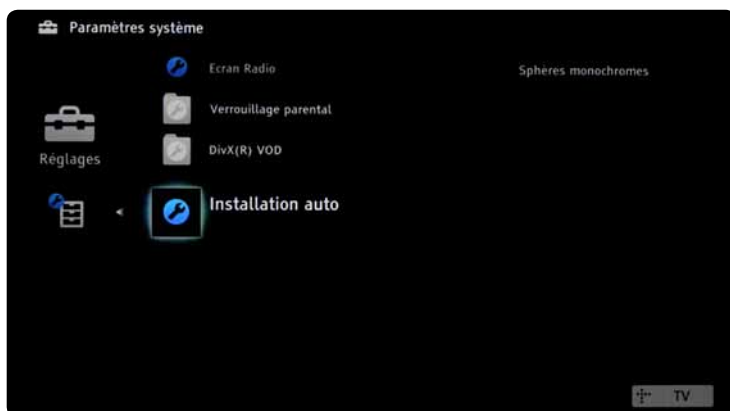 Paramètres système
Ecran Radio Sphères monochromes
Verrouillage parental
Réglages
DivX(R) VOD
Installation auto
TV